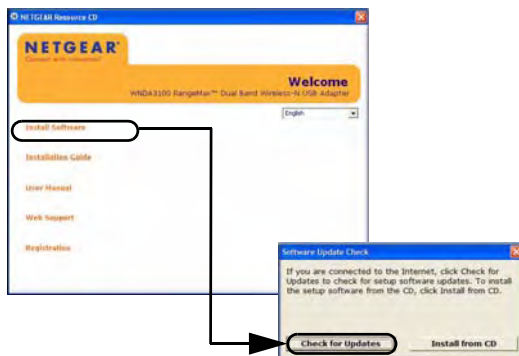 NETGEAR Resource CD
NETGEAR®
Connect with Innovation™
Welcome
WNDA3100 RangeMax™ Dual Band Wireless-N USB Adapter
English
Install Software
Installation Guide
User Manual
Web Support
Registration
Software Update Check
If you are connected to the Internet, click Check for
Updates to check for setup software updates. To install
the setup software from the CD, click Install from CD.
Check for Updates
Install from CD